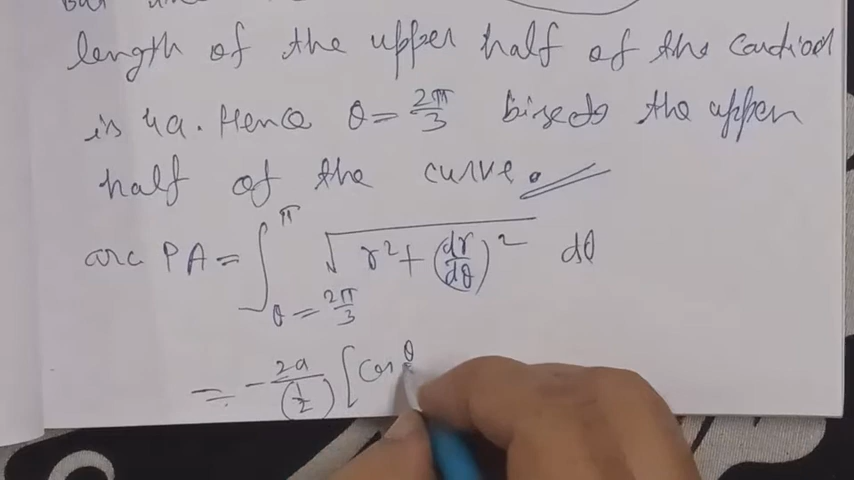 length of the upper half of the cardiod
is 4a. Hence θ = 2π/3 bisects the upper
half of the curve.
arc PA = ∫_{θ = 2π/3}^{π} √(r² + (dr/dθ)²) dθ
= - 2a/(1/2) [cos θ